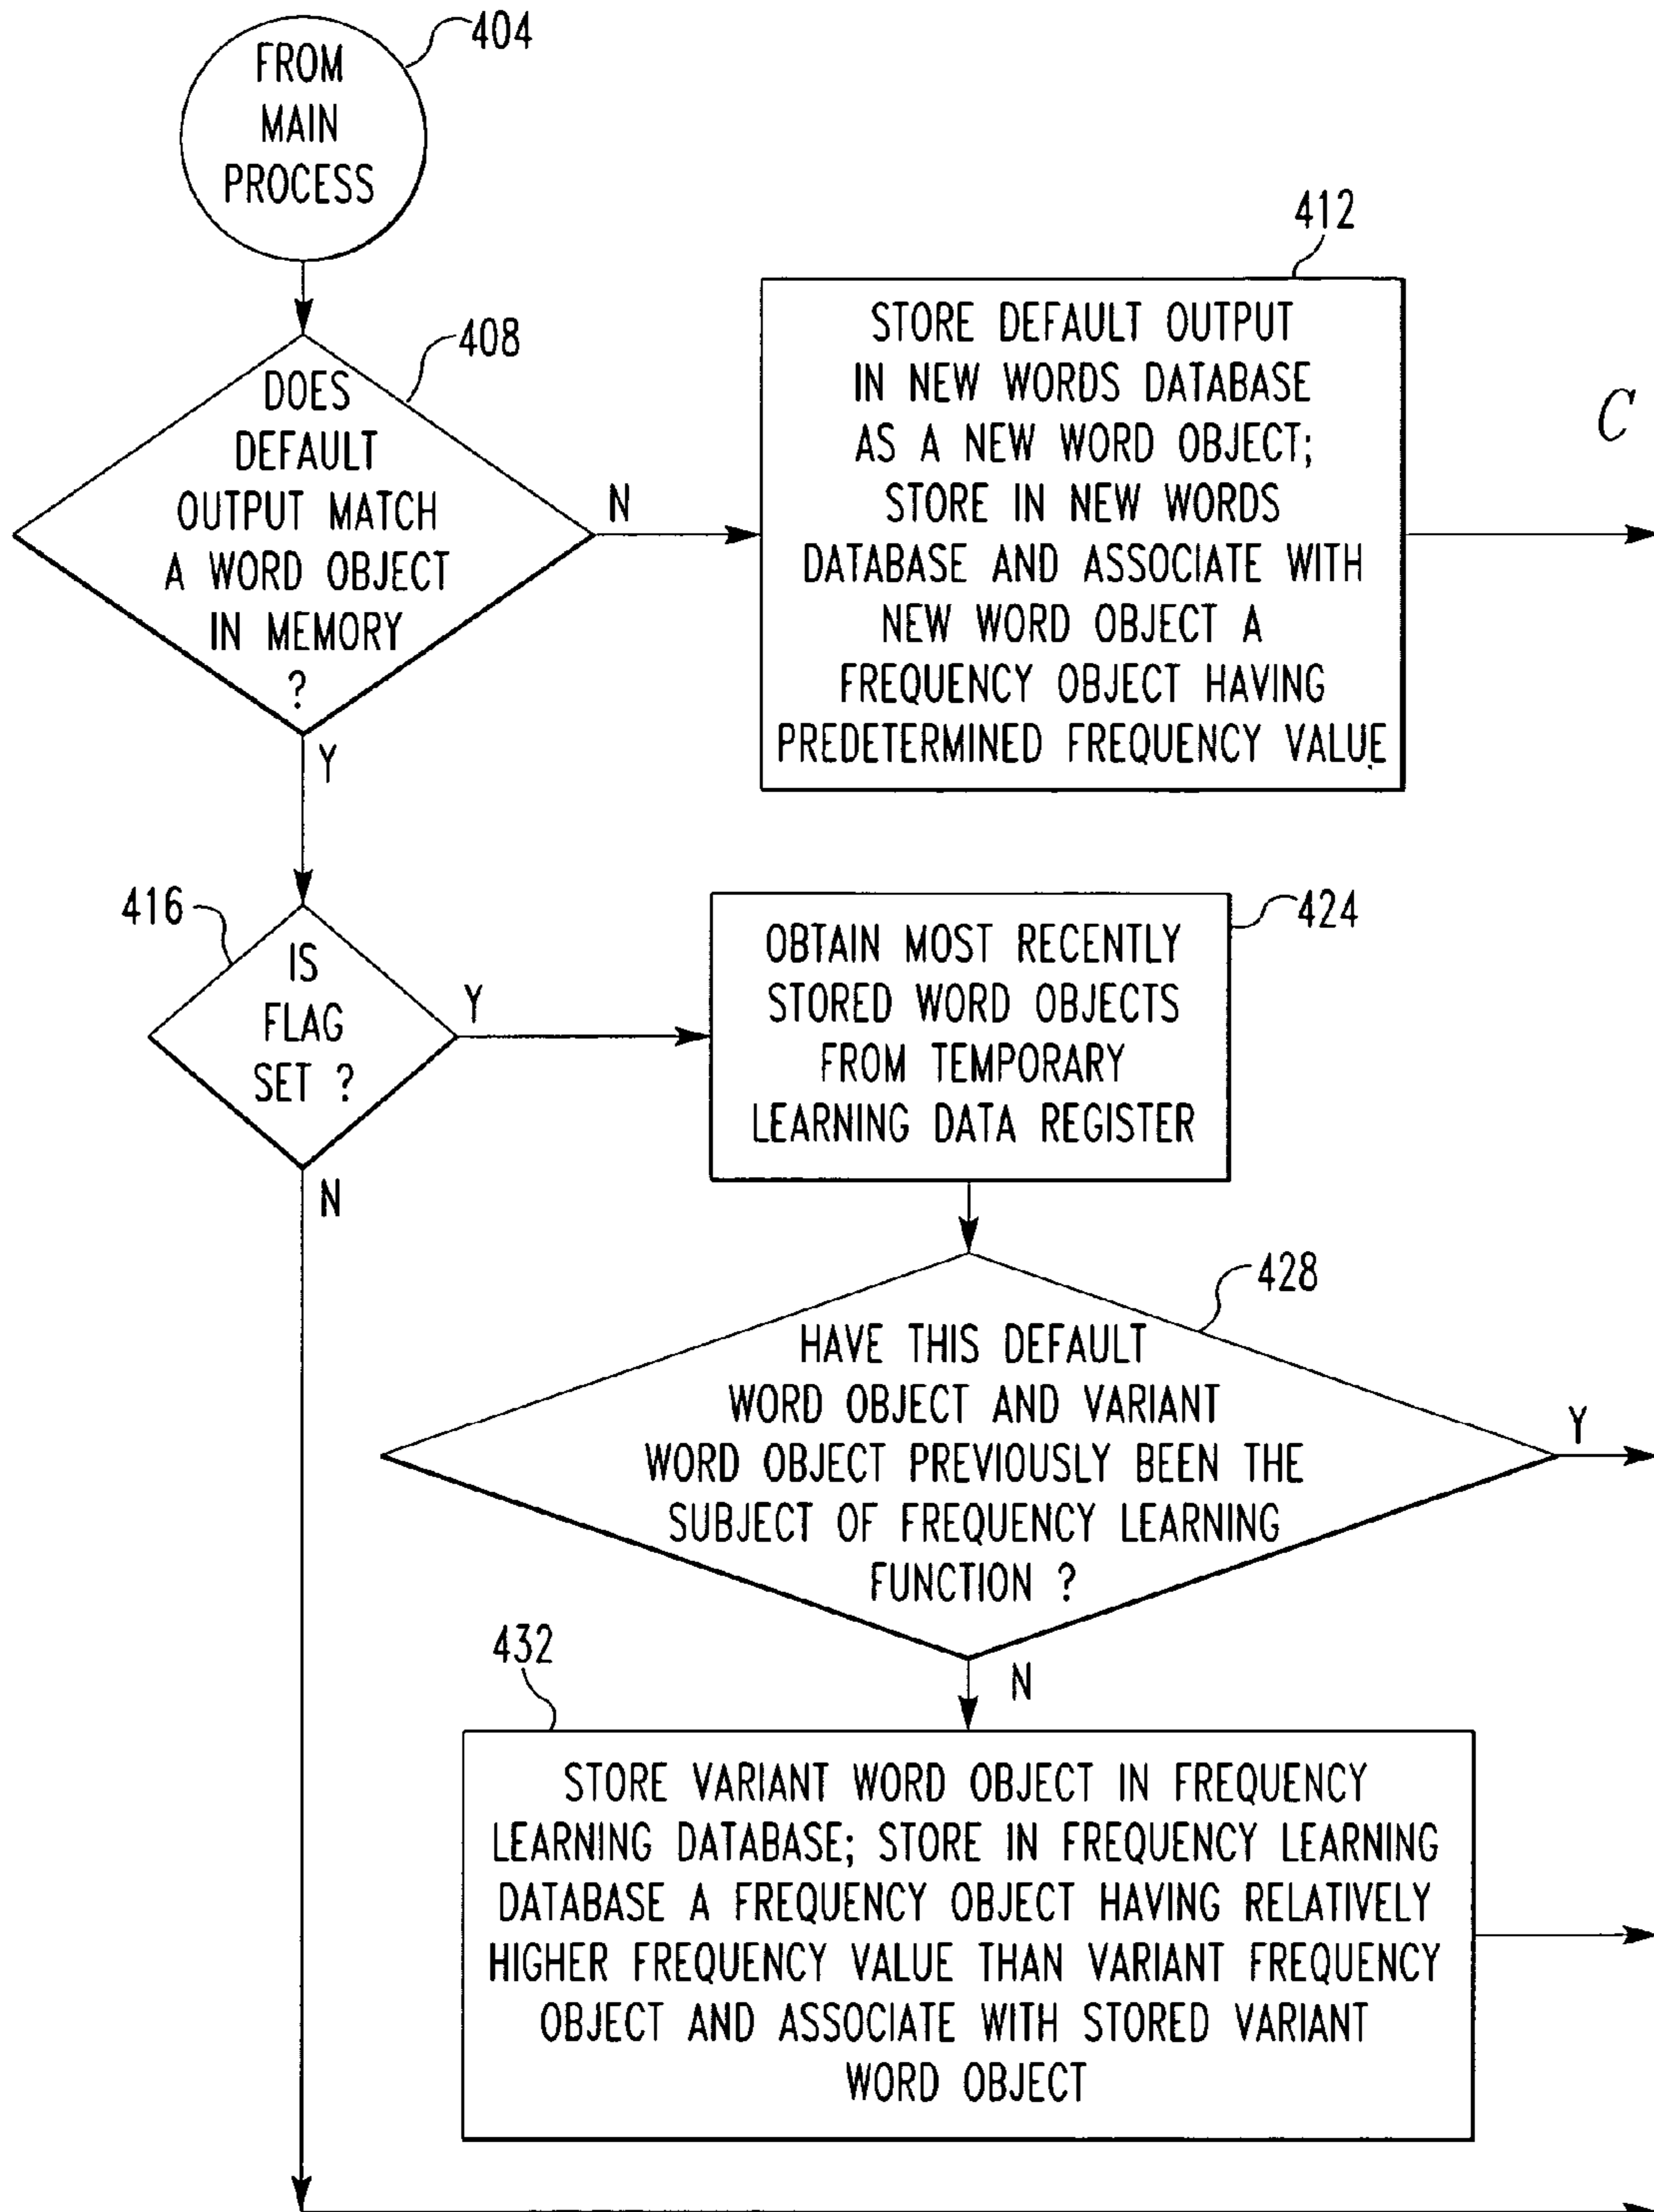 404
FROM
MAIN
PROCESS
408
DOES
DEFAULT
OUTPUT MATCH
A WORD OBJECT
IN MEMORY
?
N
Y
412
STORE DEFAULT OUTPUT
IN NEW WORDS DATABASE
AS A NEW WORD OBJECT;
STORE IN NEW WORDS
DATABASE AND ASSOCIATE WITH
NEW WORD OBJECT A
FREQUENCY OBJECT HAVING
PREDETERMINED FREQUENCY VALUE
C
416
IS
FLAG
SET ?
Y
N
424
OBTAIN MOST RECENTLY
STORED WORD OBJECTS
FROM TEMPORARY
LEARNING DATA REGISTER
428
HAVE THIS DEFAULT
WORD OBJECT AND VARIANT
WORD OBJECT PREVIOUSLY BEEN THE
SUBJECT OF FREQUENCY LEARNING
FUNCTION ?
Y
N
432
STORE VARIANT WORD OBJECT IN FREQUENCY
LEARNING DATABASE; STORE IN FREQUENCY LEARNING
DATABASE A FREQUENCY OBJECT HAVING RELATIVELY
HIGHER FREQUENCY VALUE THAN VARIANT FREQUENCY
OBJECT AND ASSOCIATE WITH STORED VARIANT
WORD OBJECT